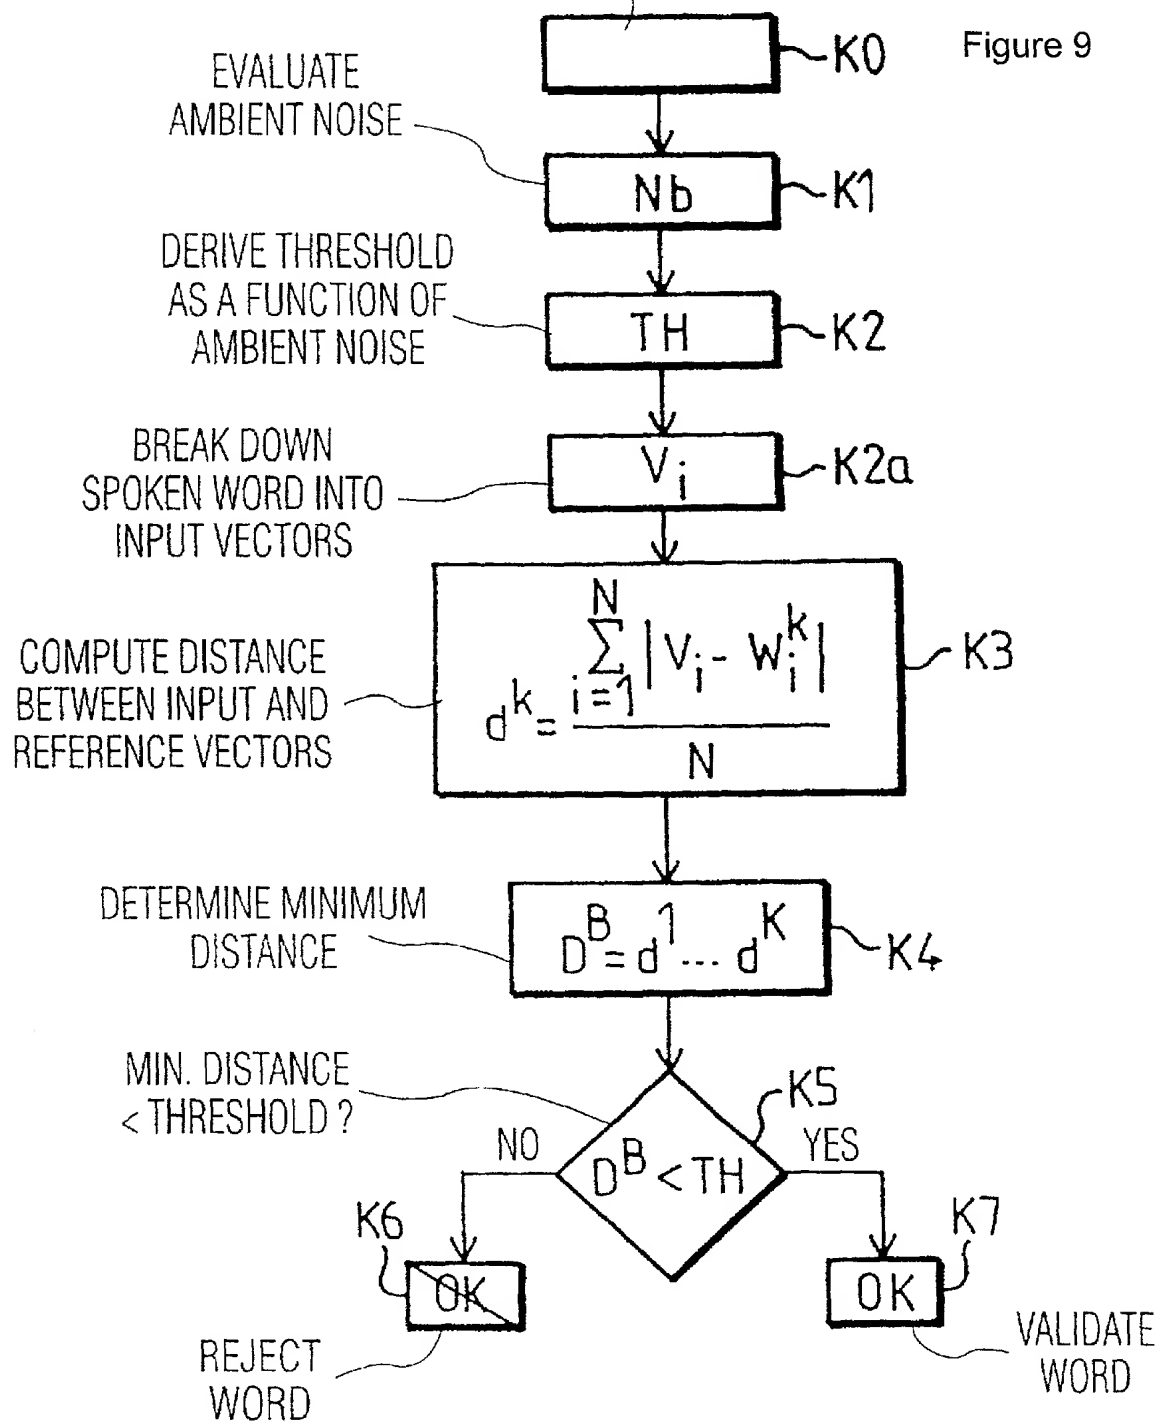 Figure 9
K0
EVALUATE
AMBIENT NOISE
Nb
K1
DERIVE THRESHOLD
AS A FUNCTION OF
AMBIENT NOISE
TH
K2
BREAK DOWN
SPOKEN WORD INTO
INPUT VECTORS
V_i
K2a
COMPUTE DISTANCE
BETWEEN INPUT AND
REFERENCE VECTORS
d^k = \frac{\sum_{i=1}^{N} |V_i - W_i^k|}{N}
K3
DETERMINE MINIMUM
DISTANCE
D^B = d^1 ... d^K
K4
MIN. DISTANCE
< THRESHOLD ?
K5
NO
YES
D^B < TH
K6
OK
REJECT
WORD
K7
OK
VALIDATE
WORD